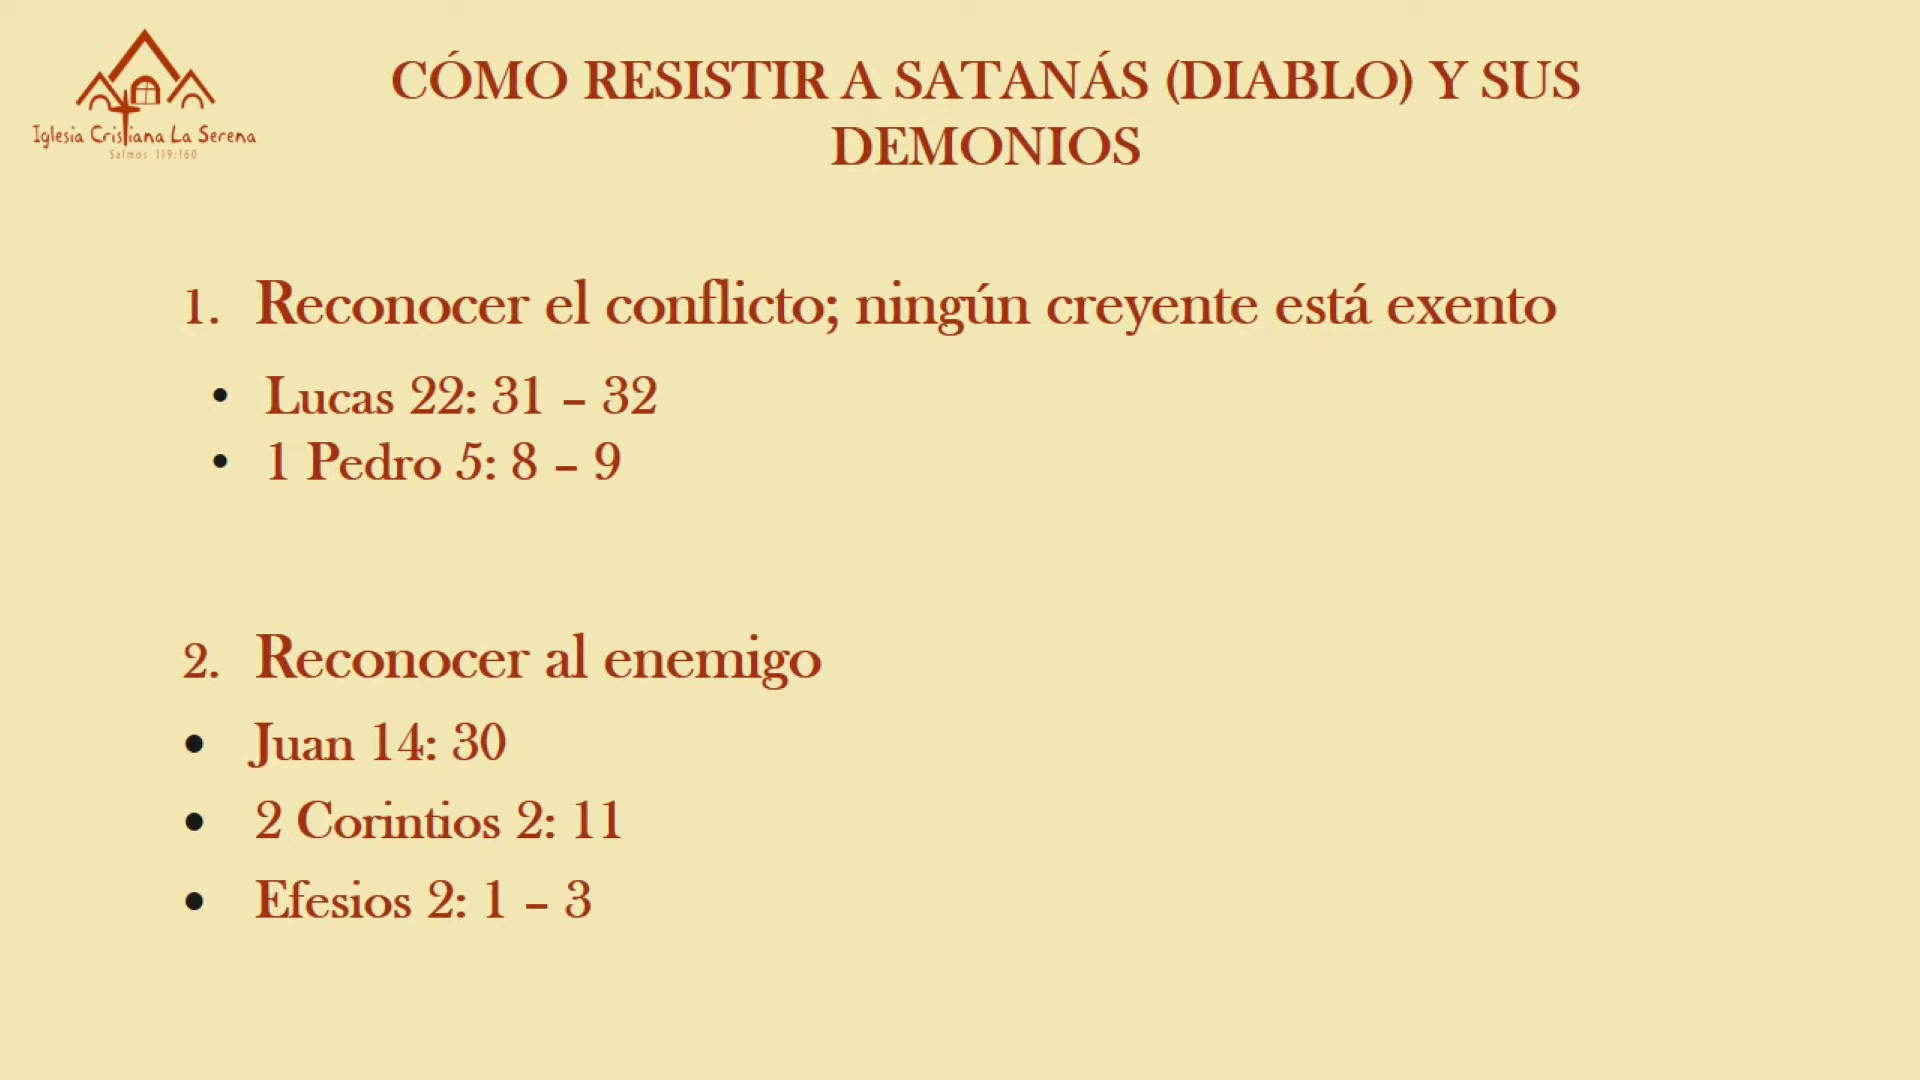 Iglesia Cristiana La Serena
Salmos 119:160
CÓMO RESISTIR A SATANÁS (DIABLO) Y SUS
DEMONIOS
1. Reconocer el conflicto; ningún creyente está exento
• Lucas 22: 31 – 32
• 1 Pedro 5: 8 – 9
2. Reconocer al enemigo
• Juan 14: 30
• 2 Corintios 2: 11
• Efesios 2: 1 – 3